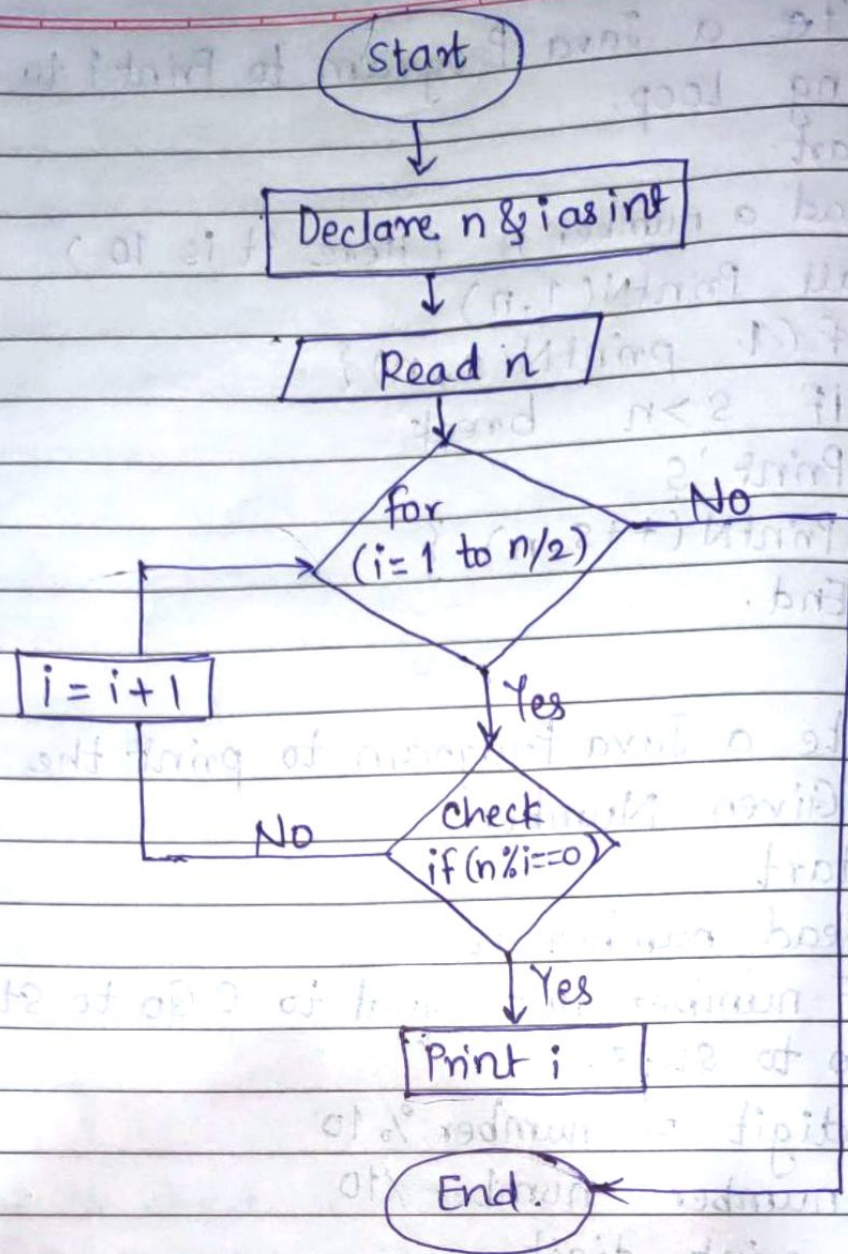 Start
Declare n & i as int
Read n
for
(i=1 to n/2)
No
i = i + 1
Yes
check
if (n%i==0)
No
Yes
Print i
End.